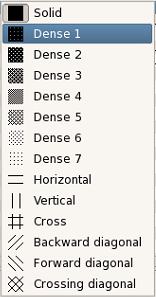 Solid
Dense 1
Dense 2
Dense 3
Dense 4
Dense 5
Dense 6
Dense 7
Horizontal
Vertical
Cross
Backward diagonal
Forward diagonal
Crossing diagonal